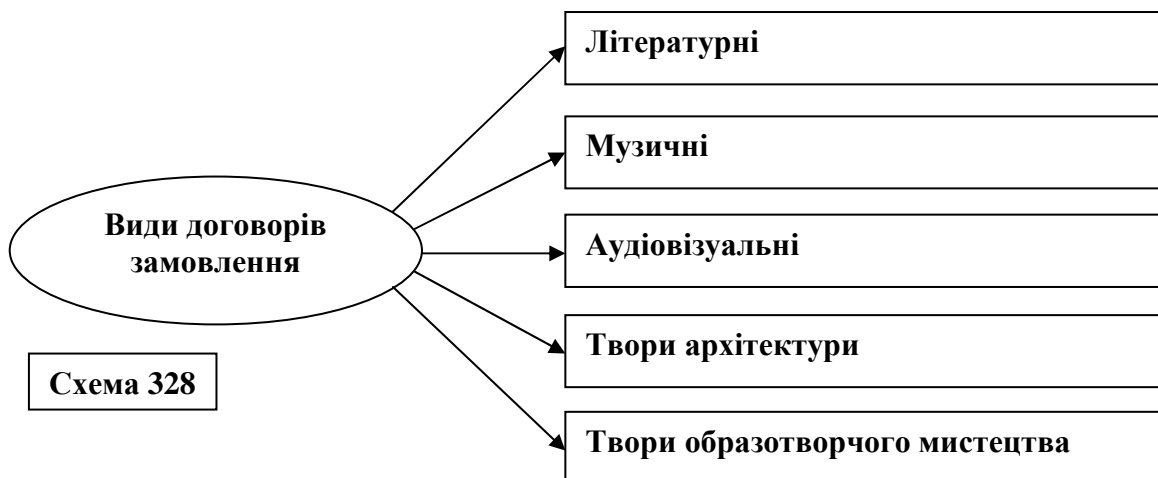 Літературні
Музичні
Види договорів
замовлення
Аудіовізуальні
Твори архітектури
Схема 328
Твори образотворчого мистецтва